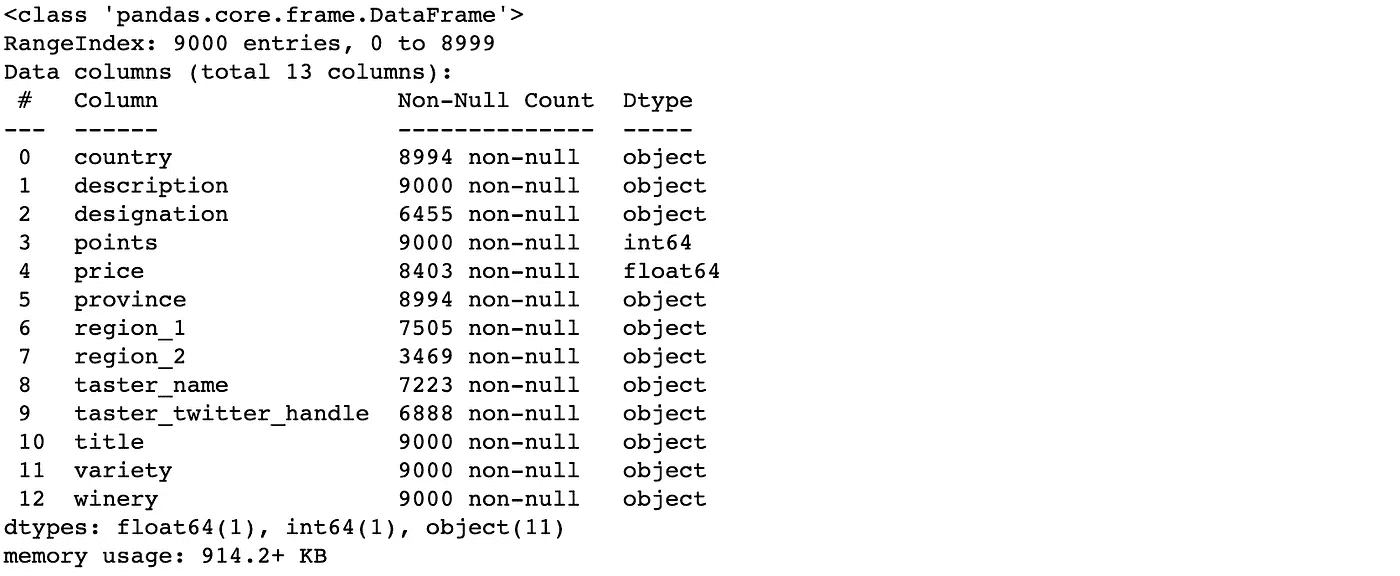 <class 'pandas.core.frame.DataFrame'>
RangeIndex: 9000 entries, 0 to 8999
Data columns (total 13 columns):
 #   Column                 Non-Null Count  Dtype
---  ------                 --------------  -----
 0   country                8994 non-null   object
 1   description            9000 non-null   object
 2   designation            6455 non-null   object
 3   points                 9000 non-null   int64
 4   price                  8403 non-null   float64
 5   province               8994 non-null   object
 6   region_1               7505 non-null   object
 7   region_2               3469 non-null   object
 8   taster_name            7223 non-null   object
 9   taster_twitter_handle  6888 non-null   object
 10  title                  9000 non-null   object
 11  variety                9000 non-null   object
 12  winery                 9000 non-null   object
dtypes: float64(1), int64(1), object(11)
memory usage: 914.2+ KB